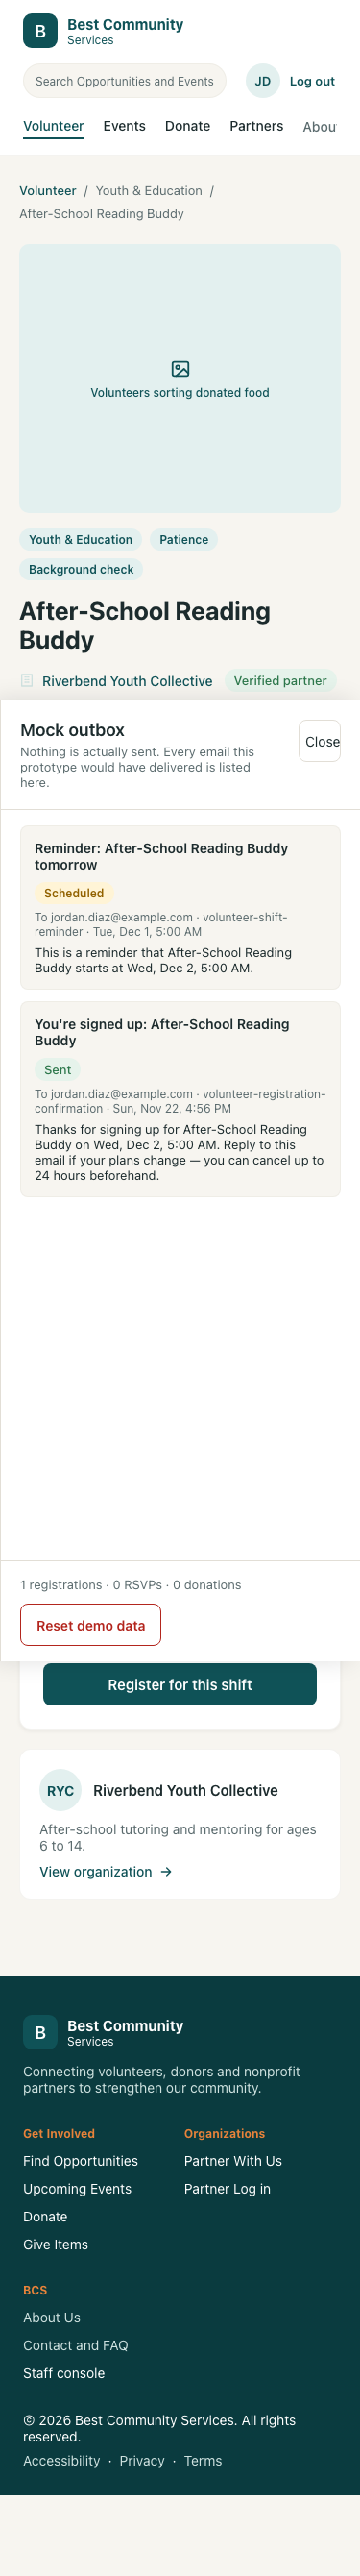 B
Best Community
Services
Search Opportunities and Events
JD
Log out
Volunteer Events Donate Partners About
Volunteer / Youth & Education /
After-School Reading Buddy
Volunteers sorting donated food
Youth & Education Patience
Background check
After-School Reading
Buddy
Riverbend Youth Collective Verified partner
Mock outbox
Nothing is actually sent. Every email this
prototype would have delivered is listed
here.
Close
Reminder: After-School Reading Buddy
tomorrow
Scheduled
To jordan.diaz@example.com · volunteer-shift-
reminder · Tue, Dec 1, 5:00 AM
This is a reminder that After-School Reading
Buddy starts at Wed, Dec 2, 5:00 AM.
You're signed up: After-School Reading
Buddy
Sent
To jordan.diaz@example.com · volunteer-registration-
confirmation · Sun, Nov 22, 4:56 PM
Thanks for signing up for After-School Reading
Buddy on Wed, Dec 2, 5:00 AM. Reply to this
email if your plans change — you can cancel up to
24 hours beforehand.
1 registrations · 0 RSVPs · 0 donations
Reset demo data
Register for this shift
RYC
Riverbend Youth Collective
After-school tutoring and mentoring for ages
6 to 14.
View organization →
B
Best Community
Services
Connecting volunteers, donors and nonprofit
partners to strengthen our community.
Get Involved
Find Opportunities
Upcoming Events
Donate
Give Items
Organizations
Partner With Us
Partner Log in
BCS
About Us
Contact and FAQ
Staff console
© 2026 Best Community Services. All rights
reserved.
Accessibility · Privacy · Terms